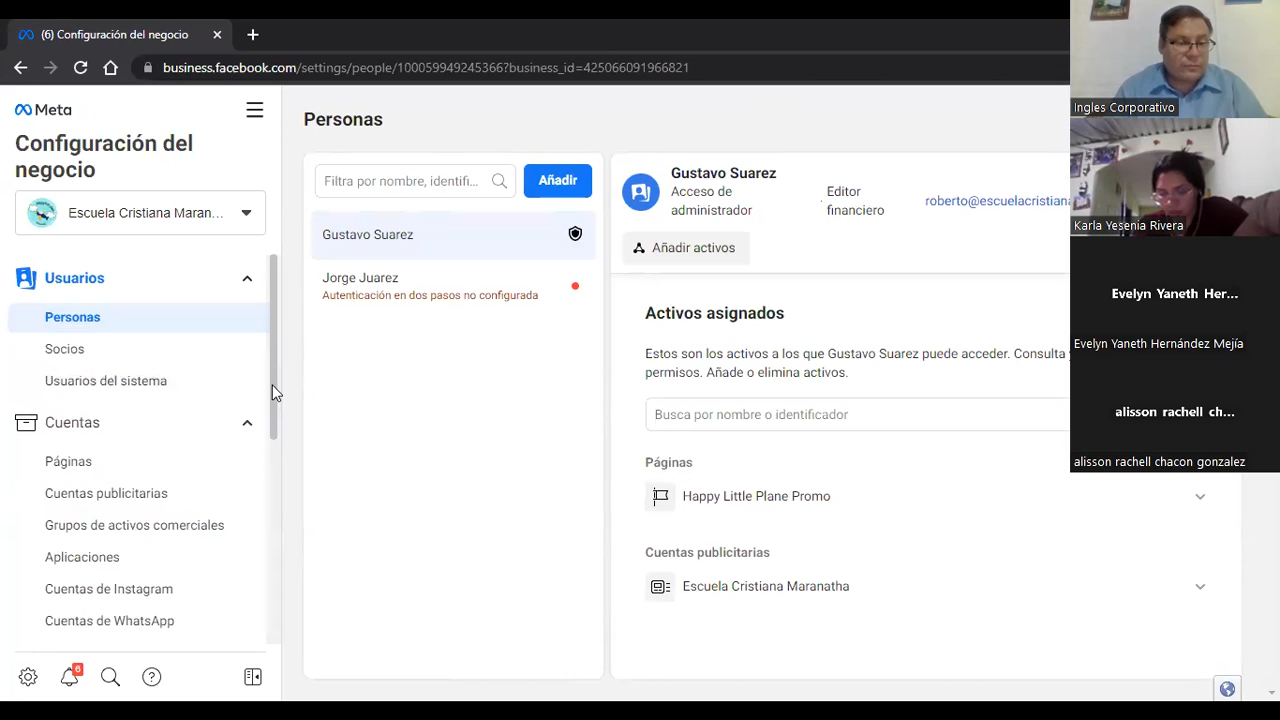 (6) Configuración del negocio
business.facebook.com/settings/people/100059949245366?business_id=425066091966821
Meta
Configuración del
negocio
Escuela Cristiana Maran...
Usuarios
Personas
Socios
Usuarios del sistema
Cuentas
Páginas
Cuentas publicitarias
Grupos de activos comerciales
Aplicaciones
Cuentas de Instagram
Cuentas de WhatsApp
6
Personas
Filtra por nombre, identifi...
Añadir
Gustavo Suarez
Jorge Juarez
Autenticación en dos pasos no configurada
Gustavo Suarez
Acceso de
administrador
Editor
financiero
roberto@escuelacristiana
Añadir activos
Activos asignados
Estos son los activos a los que Gustavo Suarez puede acceder. Consulta y
permisos. Añade o elimina activos.
Busca por nombre o identificador
Páginas
Happy Little Plane Promo
Cuentas publicitarias
Escuela Cristiana Maranatha
Ingles Corporativo
Karla Yesenia Rivera
Evelyn Yaneth Her...
Evelyn Yaneth Hernández Mejía
alisson rachell ch...
alisson rachell chacon gonzalez